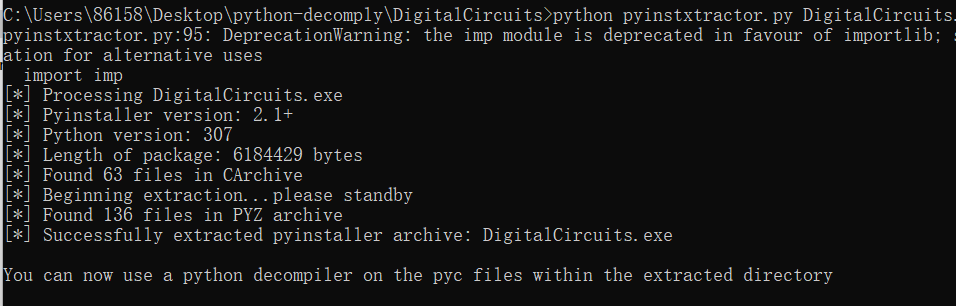 C:\Users\86158\Desktop\python-decomply\DigitalCircuits>python pyinstxtractor.py DigitalCircuits.
pyinstxtractor.py:95: DeprecationWarning: the imp module is deprecated in favour of importlib;
ation for alternative uses
  import imp
[*] Processing DigitalCircuits.exe
[*] Pyinstaller version: 2.1+
[*] Python version: 307
[*] Length of package: 6184429 bytes
[*] Found 63 files in CArchive
[*] Beginning extraction...please standby
[*] Found 136 files in PYZ archive
[*] Successfully extracted pyinstaller archive: DigitalCircuits.exe
You can now use a python decompiler on the pyc files within the extracted directory